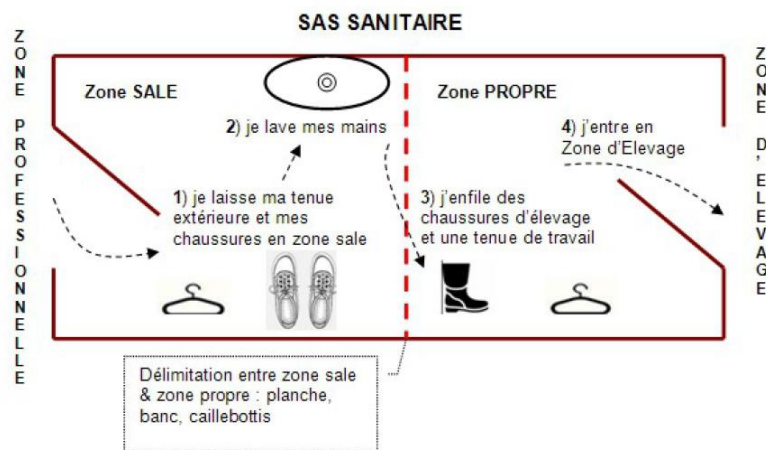 SAS SANITAIRE
ZONE PROFESSIONNELLE
Zone SALE
Zone PROPRE
2) je lave mes mains
4) j'entre en
Zone d'Elevage
1) je laisse ma tenue
extérieure et mes
chaussures en zone sale
3) j'enfile des
chaussures d'élevage
et une tenue de travail
ZONE D'ELEVAGE
Délimitation entre zone sale
& zone propre : planche,
banc, caillebottis